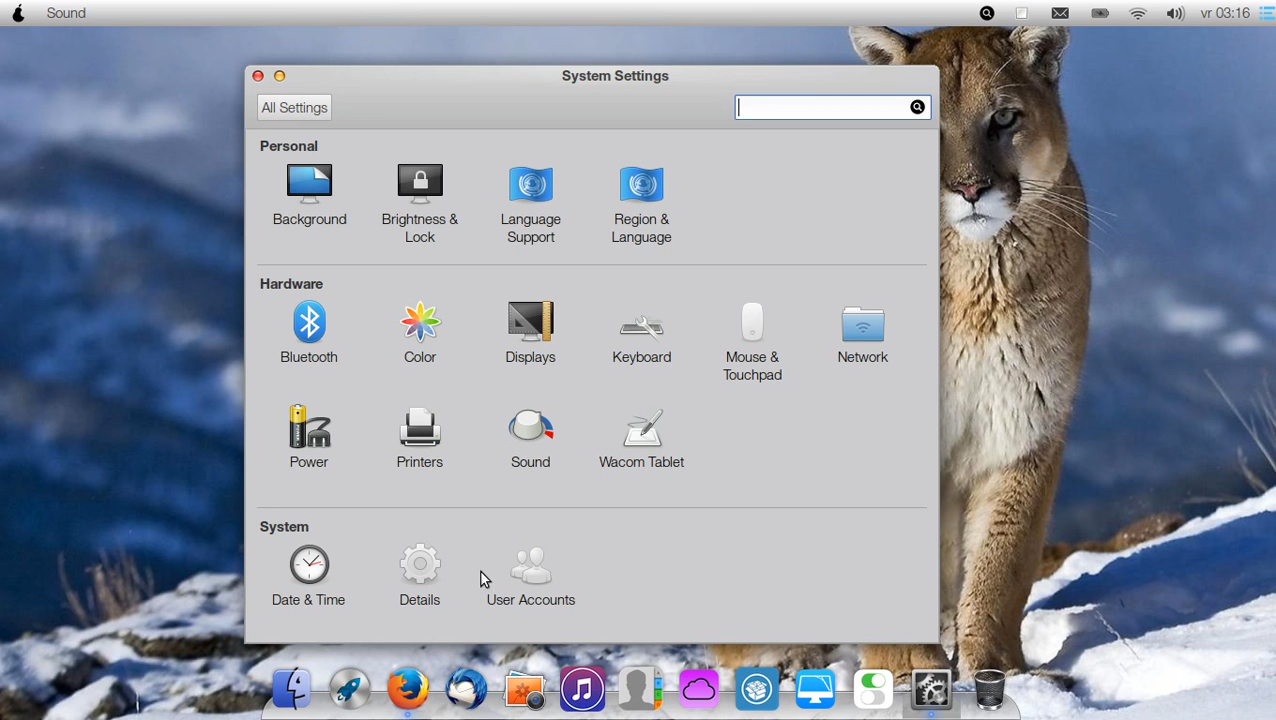 Sound
vr 03:16
System Settings
All Settings
Personal
Background
Brightness &
Lock
Language
Support
Region &
Language
Hardware
Bluetooth
Color
Displays
Keyboard
Mouse &
Touchpad
Network
Power
Printers
Sound
Wacom Tablet
System
Date & Time
Details
User Accounts